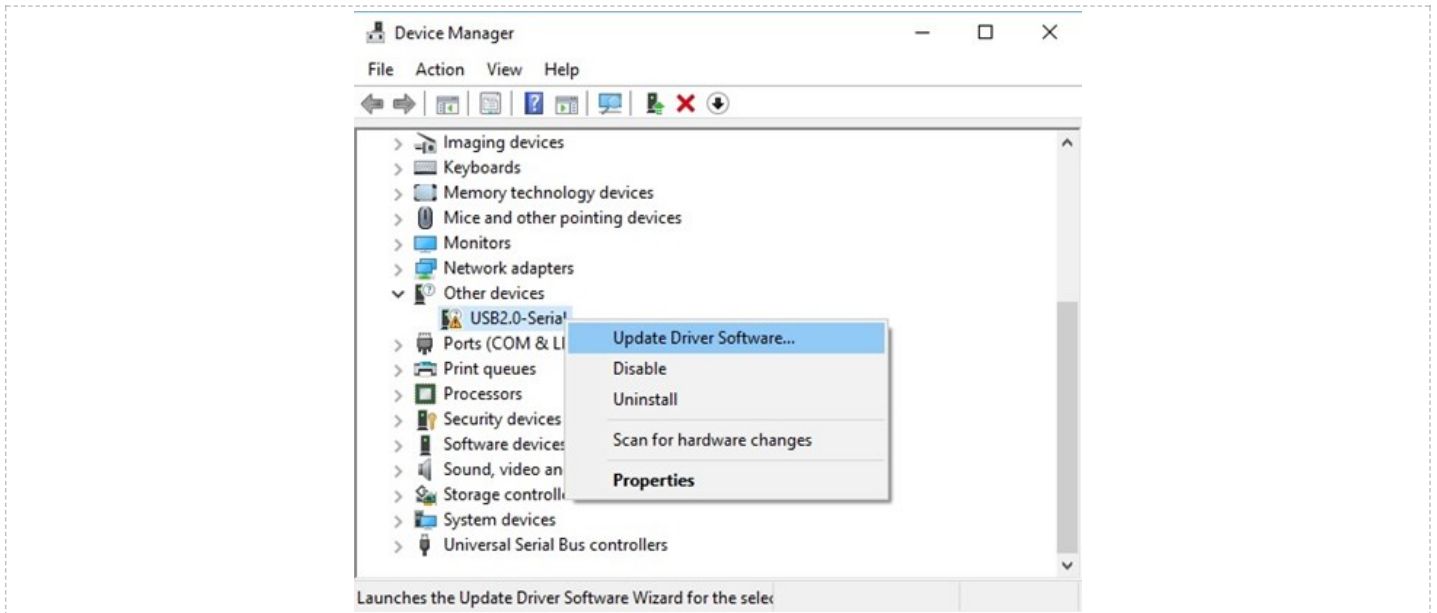 Device Manager
File Action View Help
Imaging devices
Keyboards
Memory technology devices
Mice and other pointing devices
Monitors
Network adapters
Other devices
USB2.0-Serial
Update Driver Software...
Ports (COM & L
Disable
Print queues
Processors
Uninstall
Security devices
Software devices
Scan for hardware changes
Sound, video an
Properties
Storage controlle
System devices
Universal Serial Bus controllers
Launches the Update Driver Software Wizard for the selec